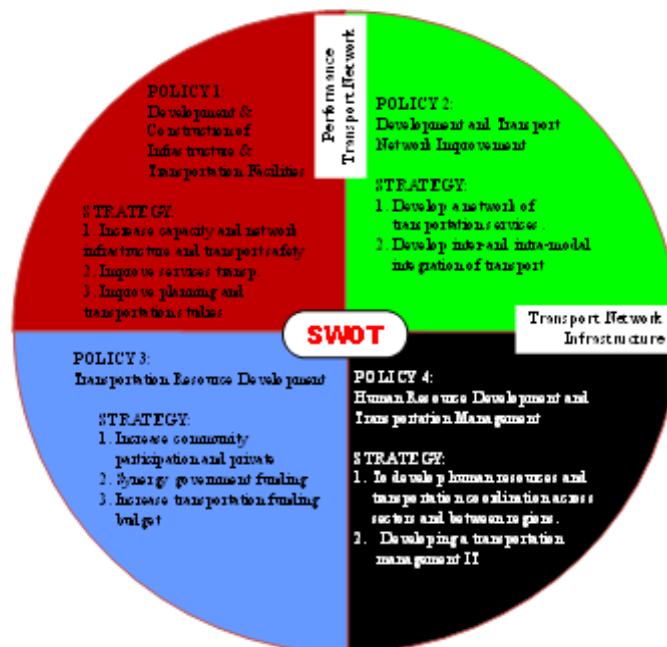 Performance
Transport Network
POLICY 1:
Development &
Construction of
Infrastructure &
Transportation Facilities
STRATEGY:
1. Increase capacity and network
infrastructure and transport safety
2. Improve services transp.
3. Improve planning and
transportation studies
POLICY 2:
Development and Transport
Network Improvement
STRATEGY:
1. Develop a network of
transportation services .
2. Develop inter-and intra-modal
integration of transport
SWOT
Transport Network
Infrastructure
POLICY 3:
Transportation Resource Development
STRATEGY:
1. Increase community
participation and private
2. Synergy government funding
3. Increase transportation funding
budget
POLICY 4:
Human Resource Development and
Transportation Management
STRATEGY:
1. To develop human resources and
transportation coordination across
sectors and between regions.
2. Developing a transportation
management IT